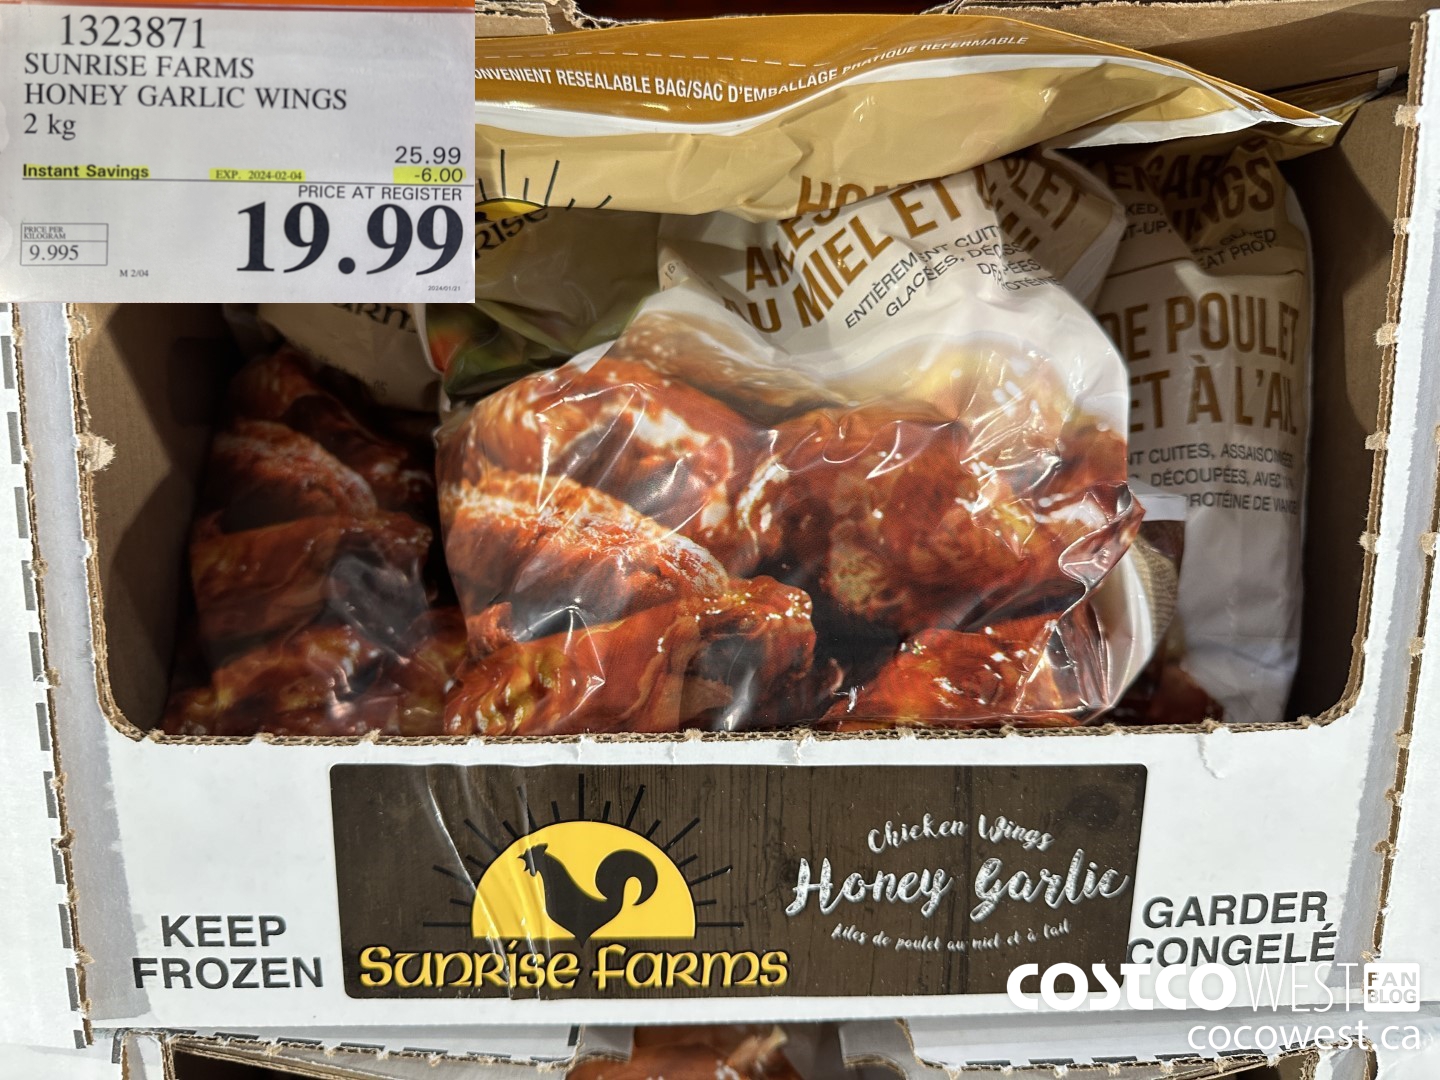 1323871
SUNRISE FARMS
HONEY GARLIC WINGS
2 kg
25.99
Instant Savings EXP. 2024-02-04 -6.00
PRICE AT REGISTER
19.99
PRICE PER
KILOGRAM
9.995
M 2/04
2024/01/21
CONVENIENT RESEALABLE BAG/SAC D'EMBALLAGE PRATIQUE REFERMABLE
AU MIEL ET
ENTIÈREMENT CUIT
GLACÉES,
DE POULET
ET À L'AIL
CUITES, ASSAISONNÉES
DÉCOUPÉES, AVEC
PROTÉINE DE VIANDE
Chicken Wings
Honey Garlic
Ailes de poulet au miel et à l'ail
Sunrise Farms
KEEP
FROZEN
GARDER
CONGELÉ
COSTCO WEST FAN BLOG
cocowest.ca